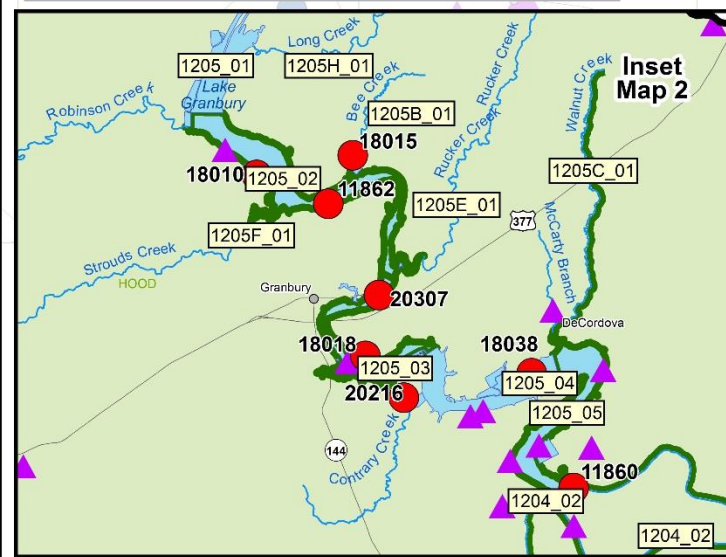 Long Creek
1205_01
1205H_01
Inset
Map 2
Lake
Granbury
Bee Creek
Rucker Creek
Walnut Creek
Robinson Creek
1205B_01
18015
Rucker Creek
18010
1205_02
1205C_01
11862
1205E_01
McCarty Branch
377
1205F_01
Strouds Creek
HOOD
Granbury
20307
DeCordova
18018
18038
1205_03
1205_04
20216
1205_05
Contrary Creek
144
11860
1204_02
1204_02